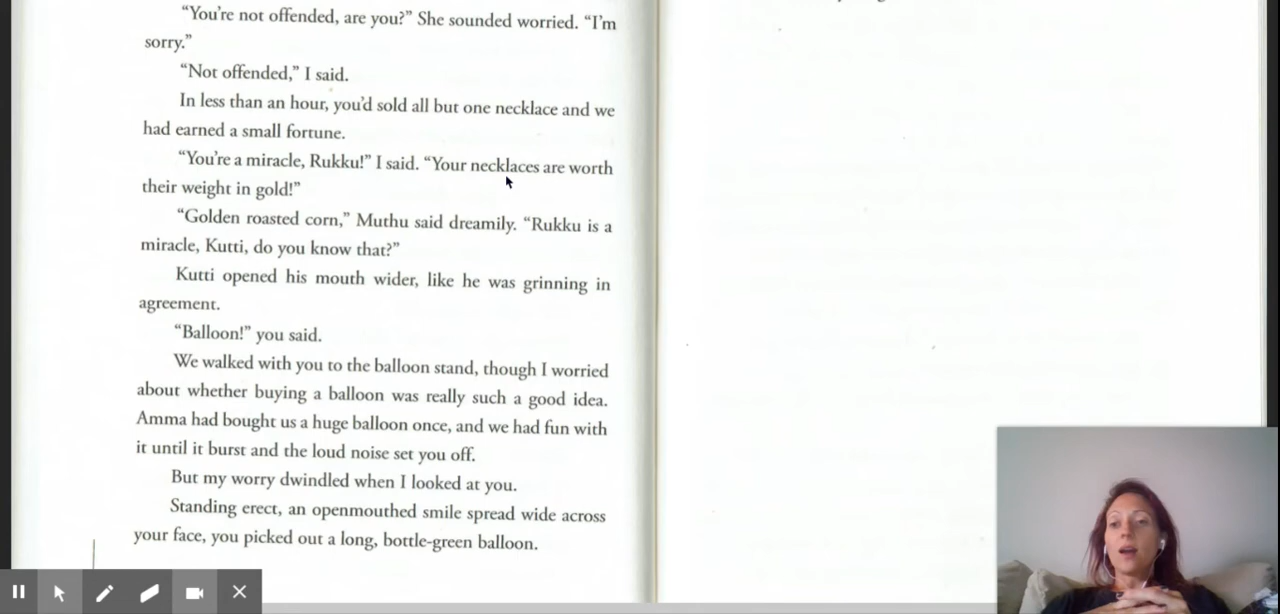 “You’re not offended, are you?” She sounded worried. “I’m
sorry.”
“Not offended,” I said.
In less than an hour, you’d sold all but one necklace and we
had earned a small fortune.
“You’re a miracle, Rukku!” I said. “Your necklaces are worth
their weight in gold!”
“Golden roasted corn,” Muthu said dreamily. “Rukku is a
miracle, Kutti, do you know that?”
Kutti opened his mouth wider, like he was grinning in
agreement.
“Balloon!” you said.
We walked with you to the balloon stand, though I worried
about whether buying a balloon was really such a good idea.
Amma had bought us a huge balloon once, and we had fun with
it until it burst and the loud noise set you off.
But my worry dwindled when I looked at you.
Standing erect, an openmouthed smile spread wide across
your face, you picked out a long, bottle-green balloon.